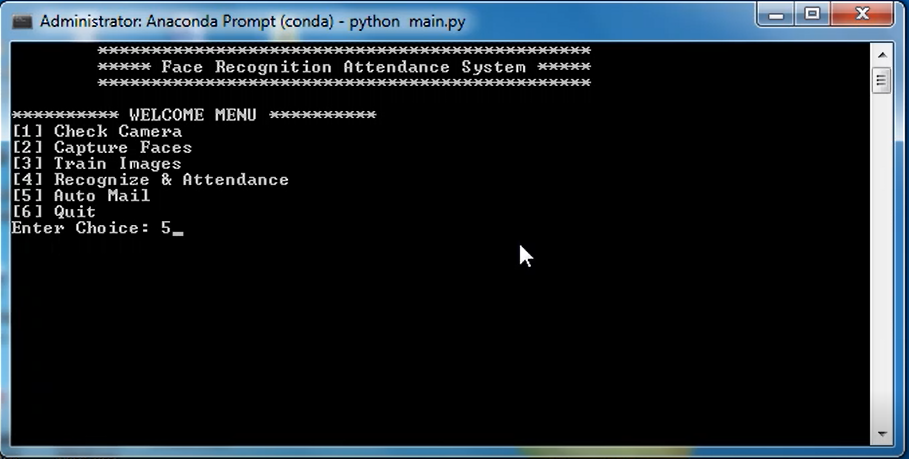 Administrator: Anaconda Prompt (conda) - python  main.py
**********************************************
***** Face Recognition Attendance System *****
**********************************************
********** WELCOME MENU **********
[1] Check Camera
[2] Capture Faces
[3] Train Images
[4] Recognize & Attendance
[5] Auto Mail
[6] Quit
Enter Choice: 5_